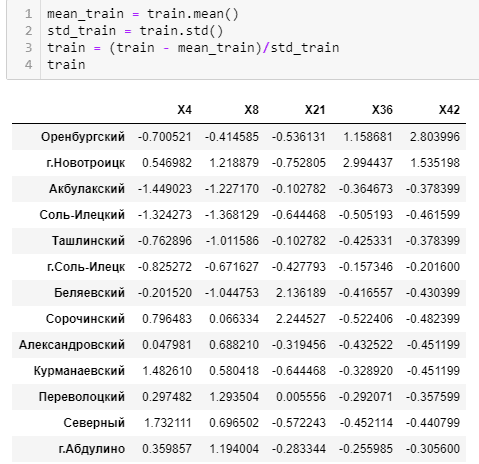 1 mean_train = train.mean()
2 std_train = train.std()
3 train = (train - mean_train)/std_train
4 train
X4 X8 X21 X36 X42
Оренбургский -0.700521 -0.414585 -0.536131 1.158681 2.803996
г.Новотроицк 0.546982 1.218879 -0.752805 2.994437 1.535198
Акбулакский -1.449023 -1.227170 -0.102782 -0.364673 -0.378399
Соль-Илецкий -1.324273 -1.368129 -0.644468 -0.505193 -0.461599
Ташлинский -0.762896 -1.011586 -0.102782 -0.425331 -0.378399
г.Соль-Илецк -0.825272 -0.671627 -0.427793 -0.157346 -0.201600
Беляевский -0.201520 -1.044753 2.136189 -0.416557 -0.430399
Сорочинский 0.796483 0.066334 2.244527 -0.522406 -0.482399
Александровский 0.047981 0.688210 -0.319456 -0.432522 -0.451199
Курманаевский 1.482610 0.580418 -0.644468 -0.328920 -0.451199
Переволоцкий 0.297482 1.293504 0.005556 -0.292071 -0.357599
Северный 1.732111 0.696502 -0.572243 -0.452114 -0.440799
г.Абдулино 0.359857 1.194004 -0.283344 -0.255985 -0.305600